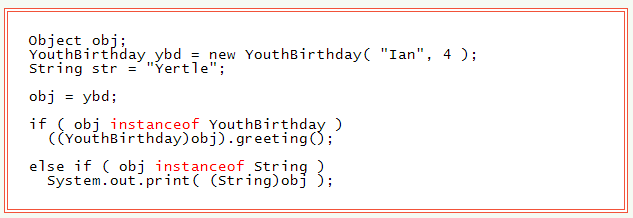 Object obj;
YouthBirthday ybd = new YouthBirthday( "Ian", 4 );
String str = "Yertle";
obj = ybd;
if ( obj instanceof YouthBirthday )
((YouthBirthday)obj).greeting();
else if ( obj instanceof String )
System.out.print( (String)obj );